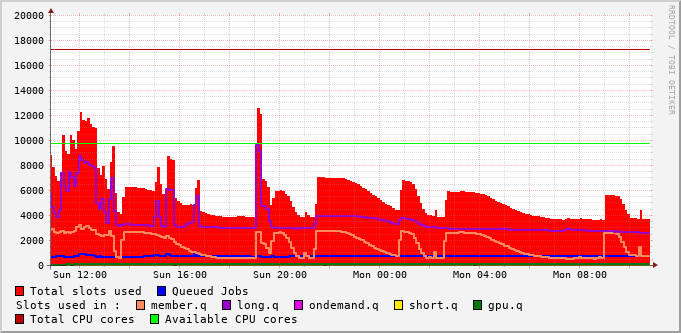 20000
18000
16000
14000
12000
10000
8000
6000
4000
2000
0
Sun 12:00 Sun 16:00 Sun 20:00 Mon 00:00 Mon 04:00 Mon 08:00
RRDTOOL / TOBI OETIKER
Total slots used Queued Jobs
Slots used in : member.q long.q ondemand.q short.q gpu.q
Total CPU cores Available CPU cores